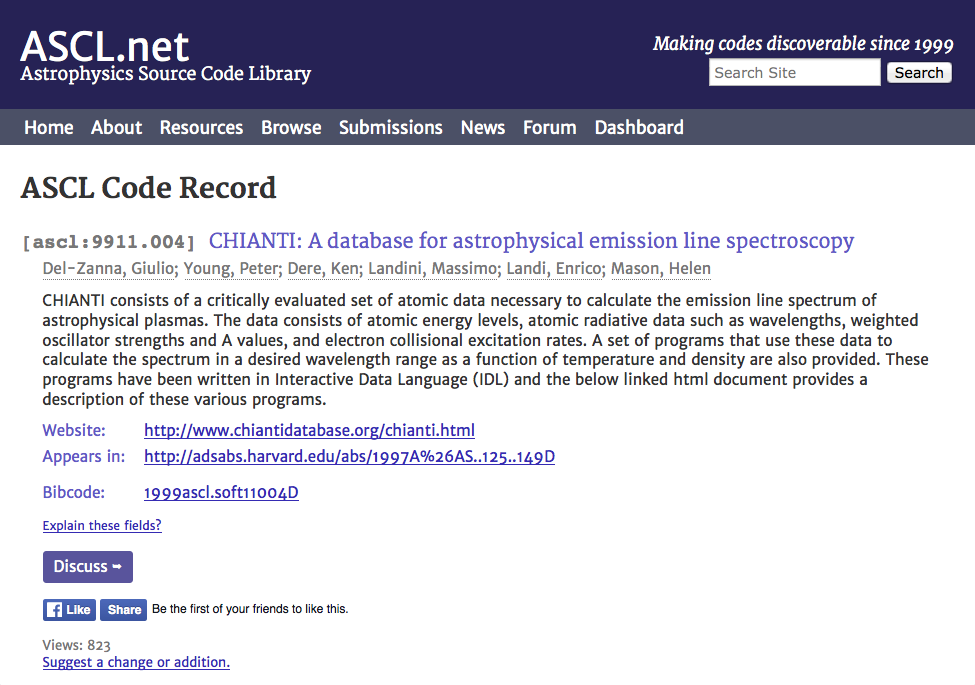 ASCL.net
Astrophysics Source Code Library
Making codes discoverable since 1999
Search Site
Search
Home About Resources Browse Submissions News Forum Dashboard
ASCL Code Record
[ascl:9911.004] CHIANTI: A database for astrophysical emission line spectroscopy
Del-Zanna, Giulio; Young, Peter; Dere, Ken; Landini, Massimo; Landi, Enrico; Mason, Helen
CHIANTI consists of a critically evaluated set of atomic data necessary to calculate the emission line spectrum of
astrophysical plasmas. The data consists of atomic energy levels, atomic radiative data such as wavelengths, weighted
oscillator strengths and A values, and electron collisional excitation rates. A set of programs that use these data to
calculate the spectrum in a desired wavelength range as a function of temperature and density are also provided. These
programs have been written in Interactive Data Language (IDL) and the below linked html document provides a
description of these various programs.
Website: http://www.chiantidatabase.org/chianti.html
Appears in: http://adsabs.harvard.edu/abs/1997A%26AS..125..149D
Bibcode: 1999ascl.soft11004D
Explain these fields?
Discuss ➥
Like Share Be the first of your friends to like this.
Views: 823
Suggest a change or addition.